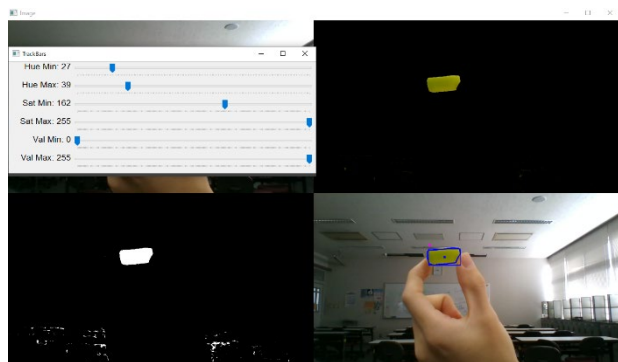 Image
TrackBars
Hue Min: 27
Hue Max: 39
Sat Min: 162
Sat Max: 255
Val Min: 0
Val Max: 255